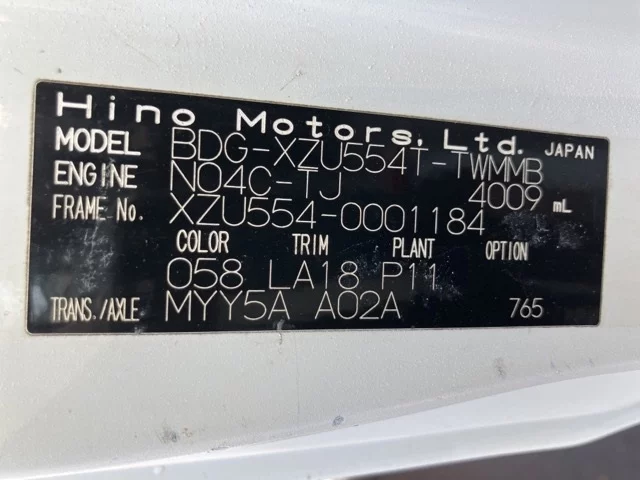 Hino Motors, Ltd. JAPAN
MODEL BDG-XZU554T-TWMMB
ENGINE N04C-TJ 4009 mL
FRAME No. XZU554-0001184
COLOR TRIM PLANT OPTION
058 LA18 P11
TRANS./AXLE MYY5A A02A 765